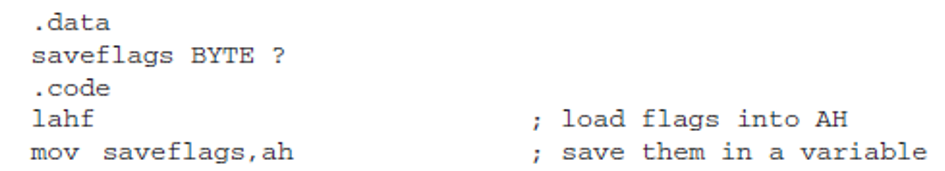 .data
saveflags BYTE ?
.code
lahf ; load flags into AH
mov saveflags,ah ; save them in a variable